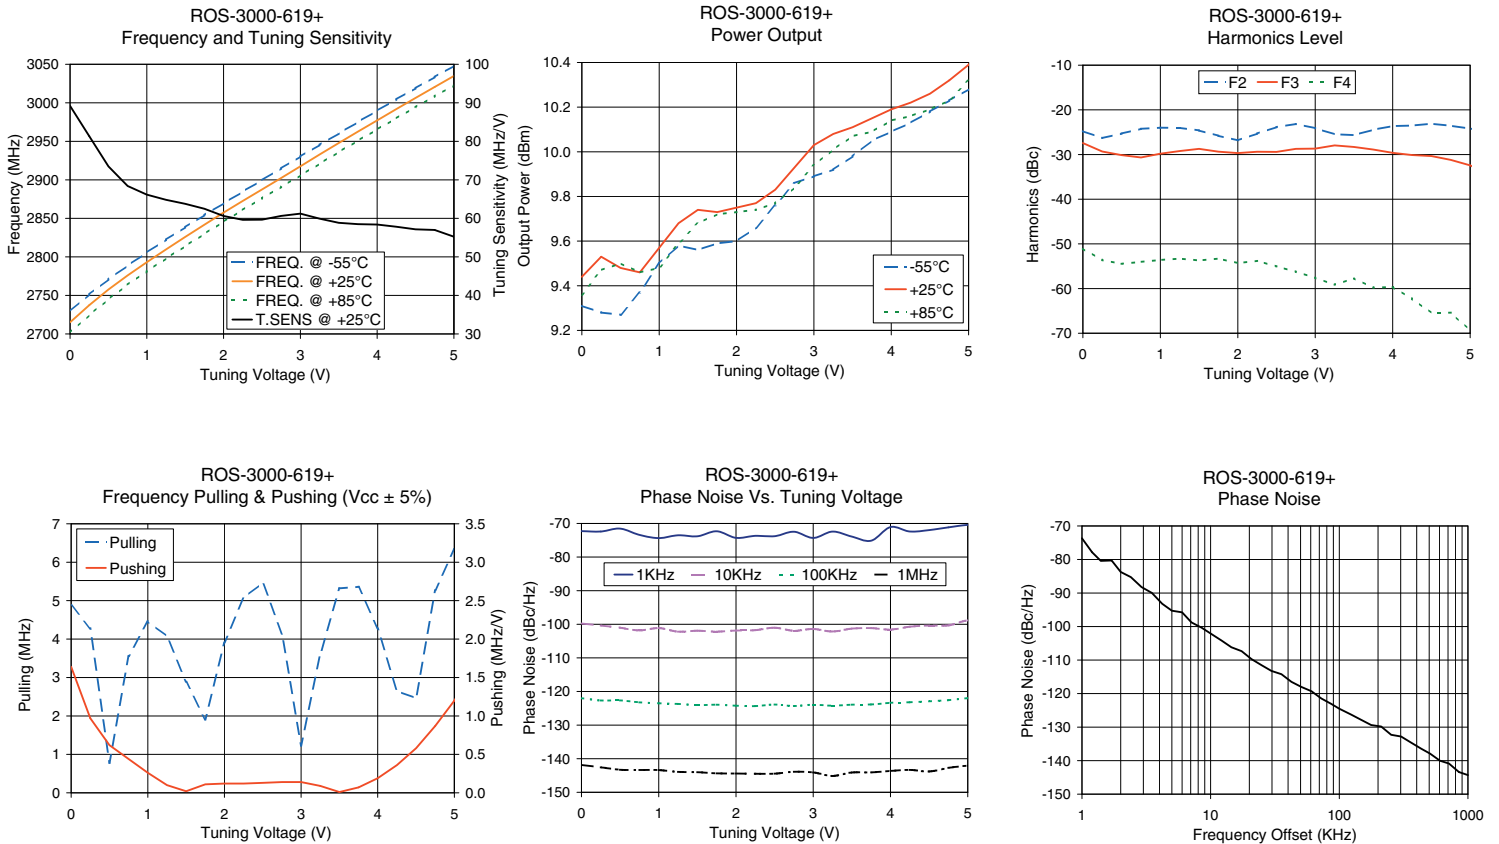 ROS-3000-619+
Frequency and Tuning Sensitivity
3050
3000
2950
2900
2850
2800
2750
2700
100
90
80
70
60
50
40
30
Frequency (MHz)
Tuning Sensitivity (MHz/V)
FREQ. @ -55°C
FREQ. @ +25°C
FREQ. @ +85°C
T.SENS @ +25°C
0 1 2 3 4 5
Tuning Voltage (V)
ROS-3000-619+
Power Output
10.4
10.2
10.0
9.8
9.6
9.4
9.2
Output Power (dBm)
-55°C
+25°C
+85°C
0 1 2 3 4 5
Tuning Voltage (V)
ROS-3000-619+
Harmonics Level
-10
-20
-30
-40
-50
-60
-70
Harmonics (dBc)
F2 F3 F4
0 1 2 3 4 5
Tuning Voltage (V)
ROS-3000-619+
Frequency Pulling & Pushing (Vcc ± 5%)
7
6
5
4
3
2
1
0
3.5
3.0
2.5
2.0
1.5
1.0
0.5
0.0
Pulling (MHz)
Pushing (MHz/V)
Pulling
Pushing
0 1 2 3 4 5
Tuning Voltage (V)
ROS-3000-619+
Phase Noise Vs. Tuning Voltage
-70
-80
-90
-100
-110
-120
-130
-140
-150
Phase Noise (dBc/Hz)
1KHz 10KHz 100KHz 1MHz
0 1 2 3 4 5
Tuning Voltage (V)
ROS-3000-619+
Phase Noise
-70
-80
-90
-100
-110
-120
-130
-140
-150
Phase Noise (dBc/Hz)
1 10 100 1000
Frequency Offset (KHz)